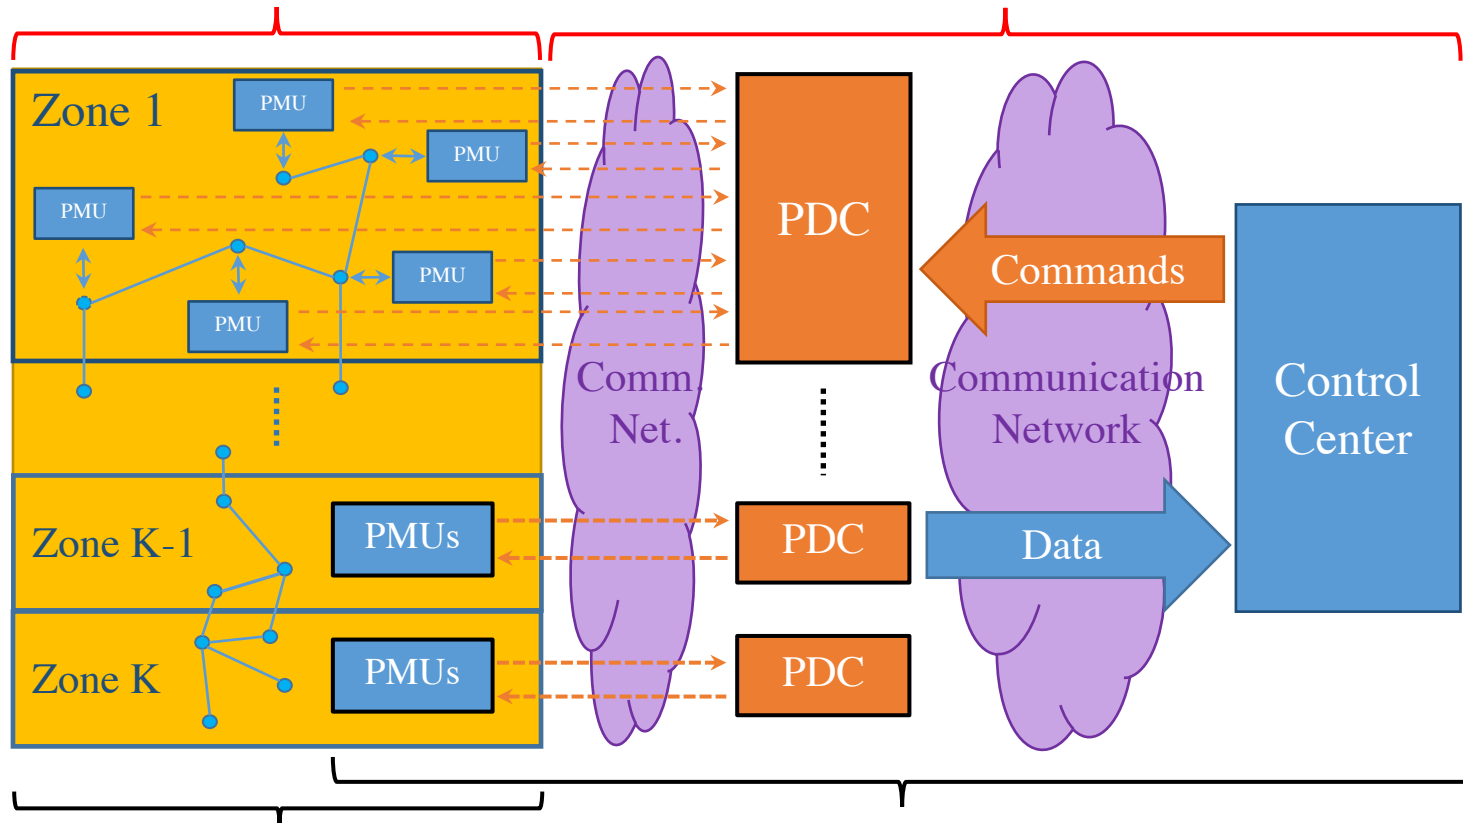 Zone 1
PMU
PMU
PMU
PMU
PMU
PDC
Commands
Comm.
Net.
Communication
Network
Control
Center
Zone K-1
PMUs
PDC
Data
Zone K
PMUs
PDC